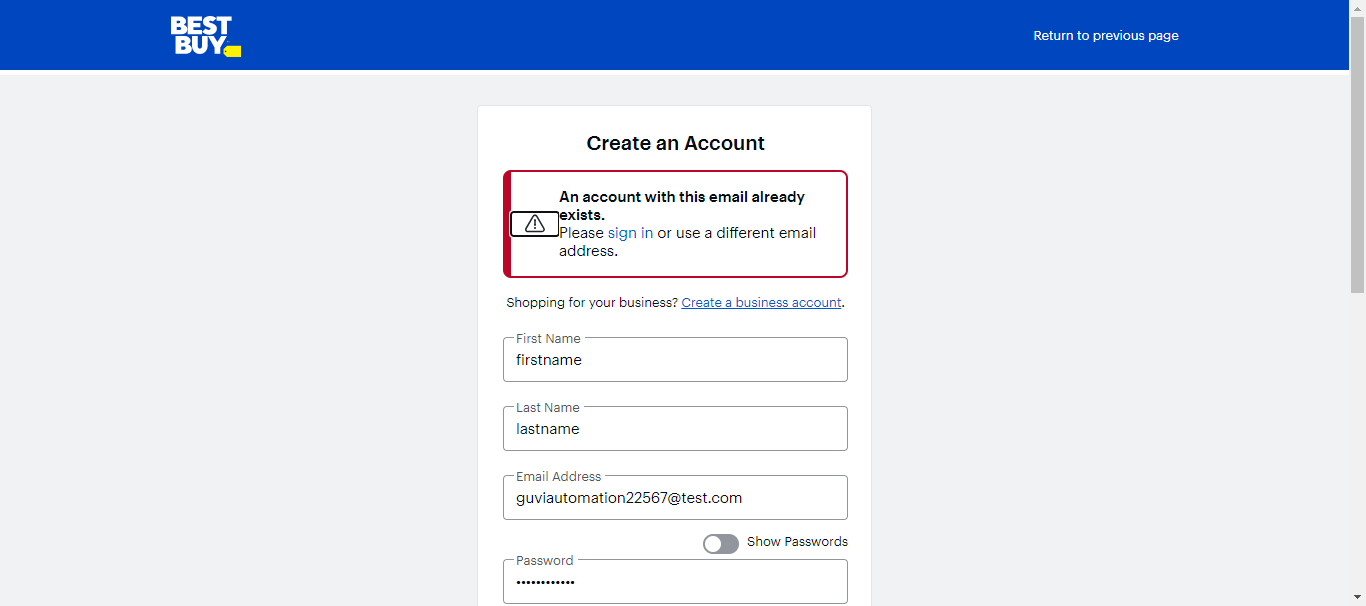 BEST
BUY
Return to previous page
Create an Account
An account with this email already
exists.
Please sign in or use a different email
address.
Shopping for your business? Create a business account.
First Name
firstname
Last Name
lastname
Email Address
guviautomation22567@test.com
Show Passwords
Password
••••••••••••